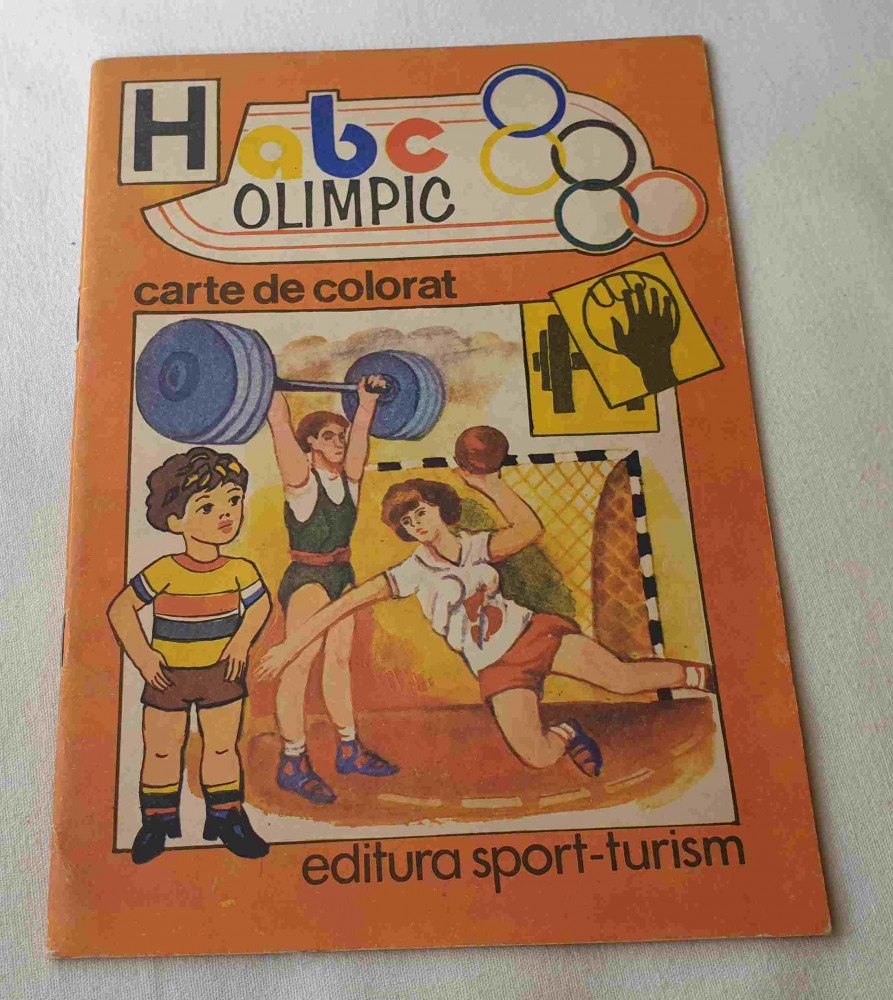 H
abc
OLIMPIC
carte de colorat
editura sport-turism